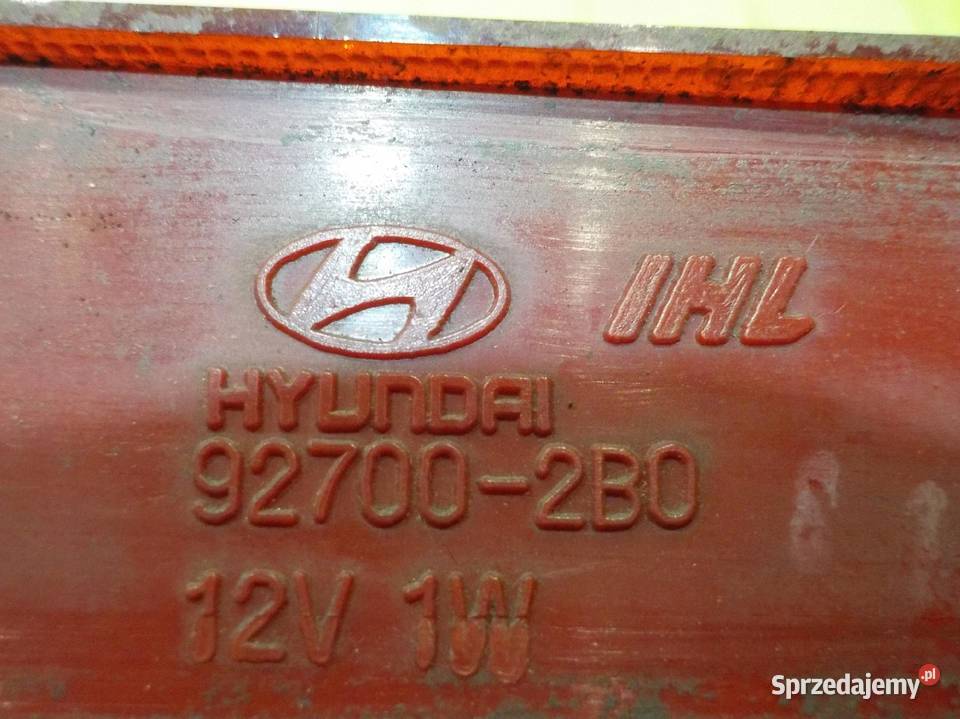 IHL
HYUNDAI
92700-2B0
12V 1W
Sprzedajemy.pl